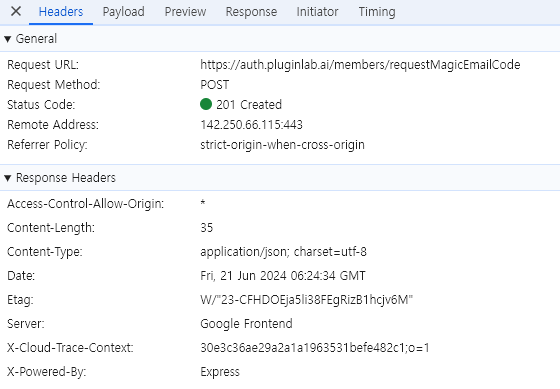 Headers Payload Preview Response Initiator Timing
General
Request URL: https://auth.pluginlab.ai/members/requestMagicEmailCode
Request Method: POST
Status Code: 201 Created
Remote Address: 142.250.66.115:443
Referrer Policy: strict-origin-when-cross-origin
Response Headers
Access-Control-Allow-Origin: *
Content-Length: 35
Content-Type: application/json; charset=utf-8
Date: Fri, 21 Jun 2024 06:24:34 GMT
Etag: W/"23-CFHDOEja5li38FEgRizB1hcjv6M"
Server: Google Frontend
X-Cloud-Trace-Context: 30e3c36ae29a2a1a1963531befe482c1;o=1
X-Powered-By: Express